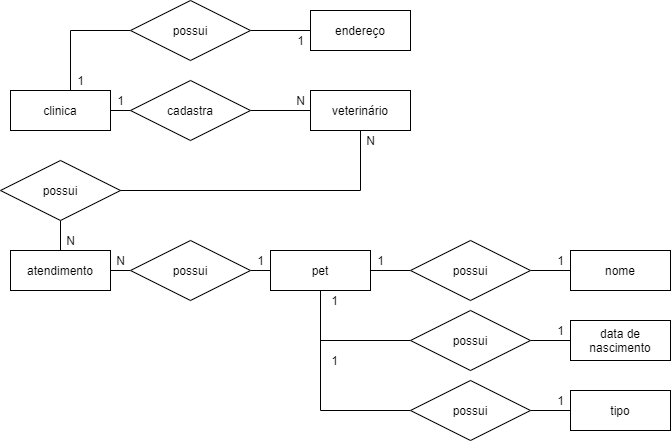 possui
1
endereço
1
clinica
1
cadastra
N
veterinário
N
possui
N
atendimento
N
possui
1
pet
1
possui
1
nome
1
possui
1
data de
nascimento
1
possui
1
tipo